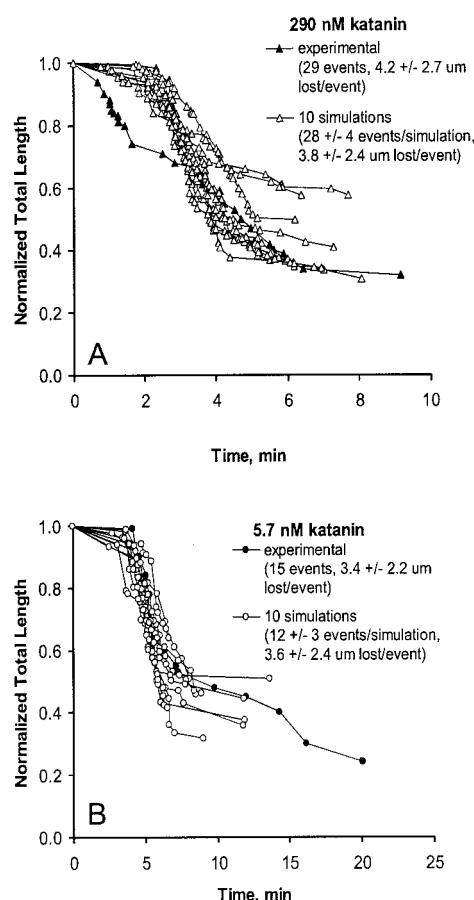 290 nM katanin
experimental
(29 events, 4.2 +/- 2.7 um
lost/event)
10 simulations
(28 +/- 4 events/simulation,
3.8 +/- 2.4 um lost/event)
Normalized Total Length
1.0
0.8
0.6
0.4
0.2
0.0
A
0 2 4 6 8 10
Time, min
5.7 nM katanin
experimental
(15 events, 3.4 +/- 2.2 um
lost/event)
10 simulations
(12 +/- 3 events/simulation,
3.6 +/- 2.4 um lost/event)
Normalized Total Length
1.0
0.8
0.6
0.4
0.2
0.0
B
0 5 10 15 20 25
Time, min